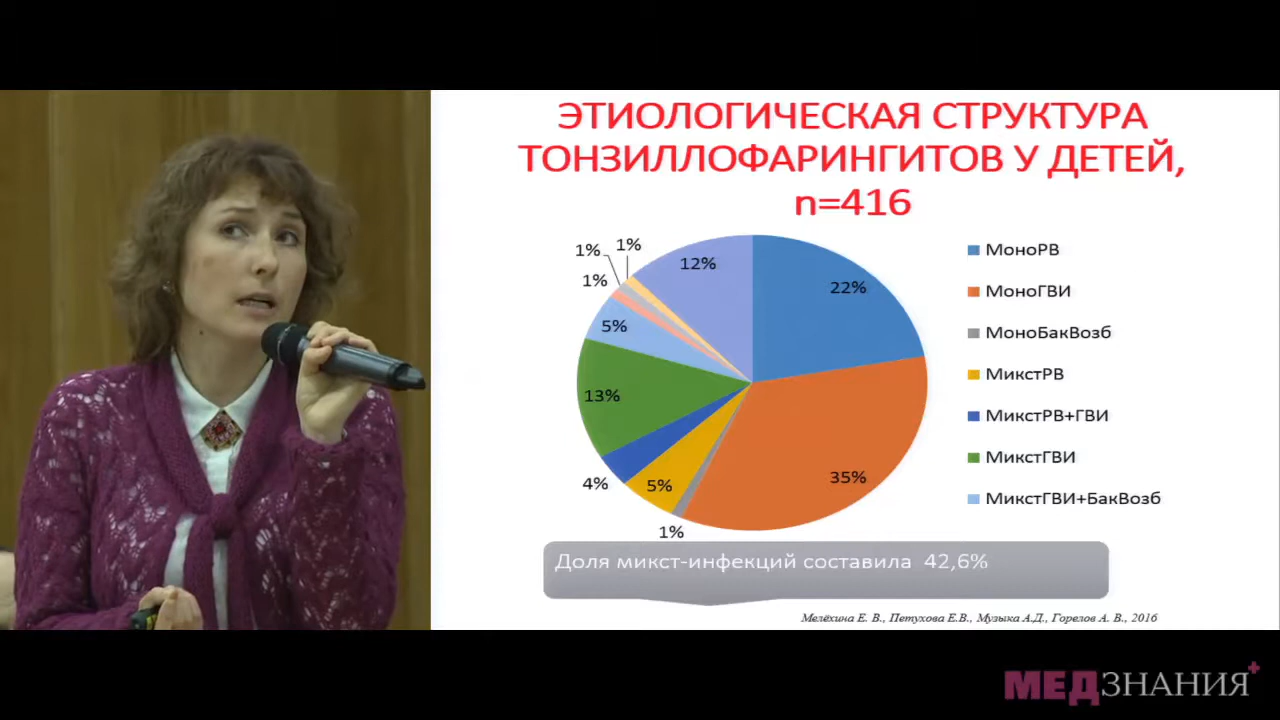 ЭТИОЛОГИЧЕСКАЯ СТРУКТУРА
ТОНЗИЛЛОФАРИНГИТОВ У ДЕТЕЙ,
n=416
1%
1%
1%
12%
22%
5%
13%
4%
5%
1%
35%
МоноРВ
МоноГВИ
МоноБакВозб
МикстРВ
МикстРВ+ГВИ
МикстГВИ
МикстГВИ+БакВозб
Доля микст-инфекций составила 42,6%
Мелёхина Е. В., Петухова Е.В., Музыка А.Д., Горелов А. В., 2016
МЕДЗНАНИЯ+